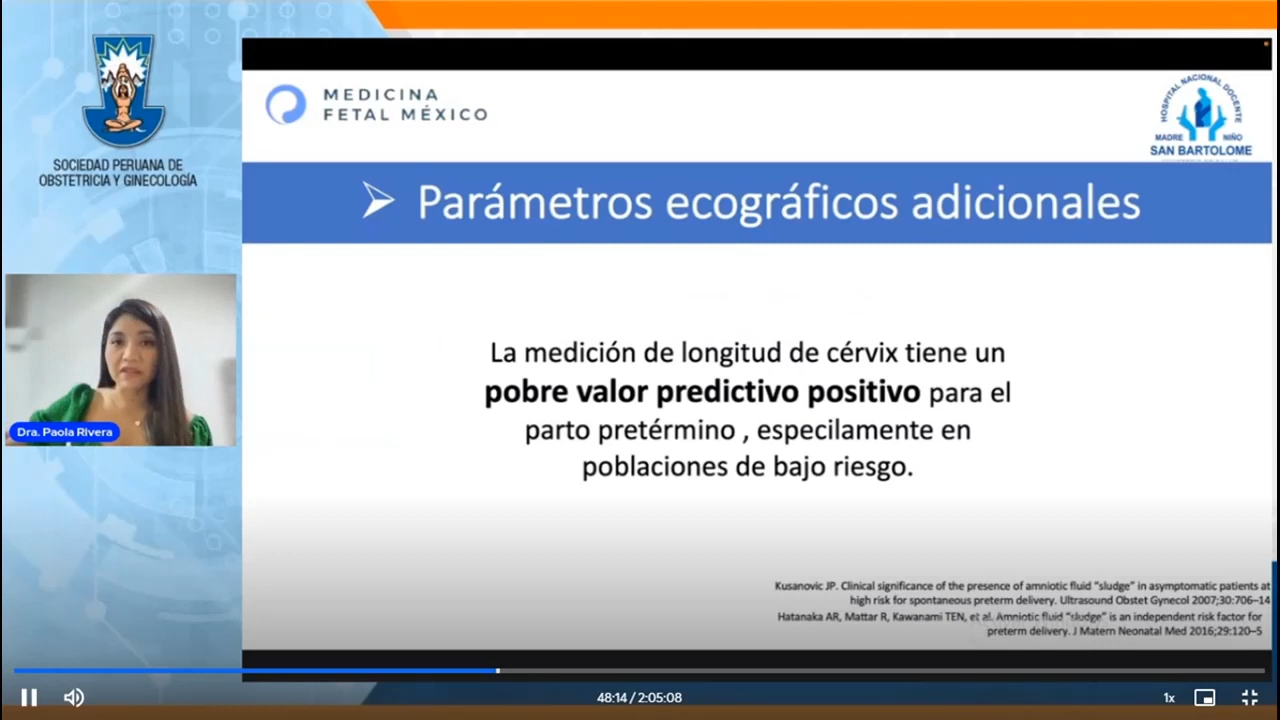 SOCIEDAD PERUANA DE
OBSTETRICIA Y GINECOLOGÍA
Dra. Paola Rivera
MEDICINA
FETAL MÉXICO
HOSPITAL NACIONAL DOCENTE
MADRE NIÑO
SAN BARTOLOME
Parámetros ecográficos adicionales
La medición de longitud de cérvix tiene un
pobre valor predictivo positivo para el
parto pretérmino , especilamente en
poblaciones de bajo riesgo.
Kusanovic JP. Clinical significance of the presence of amniotic fluid "sludge" in asymptomatic patients at
high risk for spontaneous preterm delivery. Ultrasound Obstet Gynecol 2007;30:706–14
Hatanaka AR, Mattar R, Kawanami TEN, et al. Amniotic fluid "sludge" is an independent risk factor for
preterm delivery. J Matern Neonatal Med 2016;29:120–5
48:14 / 2:05:08
1x